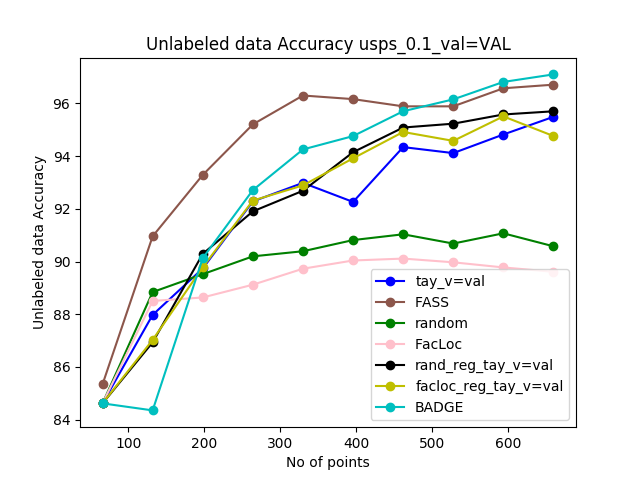 Unlabeled data Accuracy usps_0.1_val=VAL
Unlabeled data Accuracy
96
94
92
90
88
86
84
tay_v=val
FASS
random
FacLoc
rand_reg_tay_v=val
facloc_reg_tay_v=val
BADGE
100
200
300
400
500
600
No of points